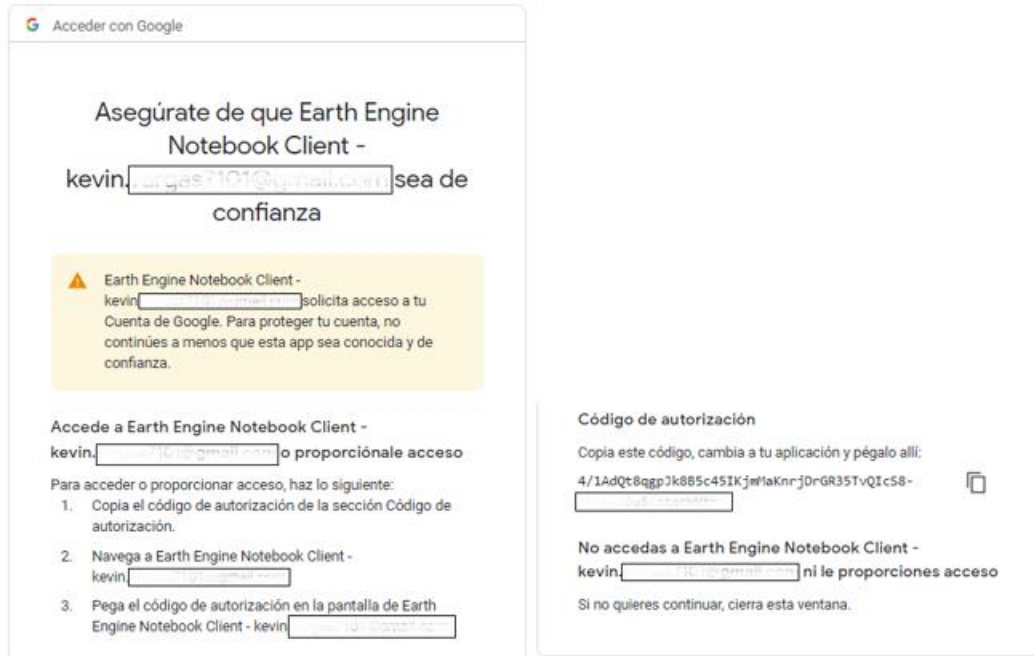 Acceder con Google
Asegúrate de que Earth Engine
Notebook Client -
kevin. sea de
confianza
Earth Engine Notebook Client -
kevin solicita acceso a tu
Cuenta de Google. Para proteger tu cuenta, no
continúes a menos que esta app sea conocida y de
confianza.
Accede a Earth Engine Notebook Client -
kevin. o proporciónale acceso
Para acceder o proporcionar acceso, haz lo siguiente:
1. Copia el código de autorización de la sección Código de
autorización.
2. Navega a Earth Engine Notebook Client -
kevin.
3. Pega el código de autorización en la pantalla de Earth
Engine Notebook Client - kevin
Código de autorización
Copia este código, cambia a tu aplicación y pégalo allí:
4/1AdQt8qgpJk8B5c45IKjmMaKnrjDrGR35TvQIcS8-
No accedas a Earth Engine Notebook Client -
kevin. ni le proporciones acceso
Si no quieres continuar, cierra esta ventana.